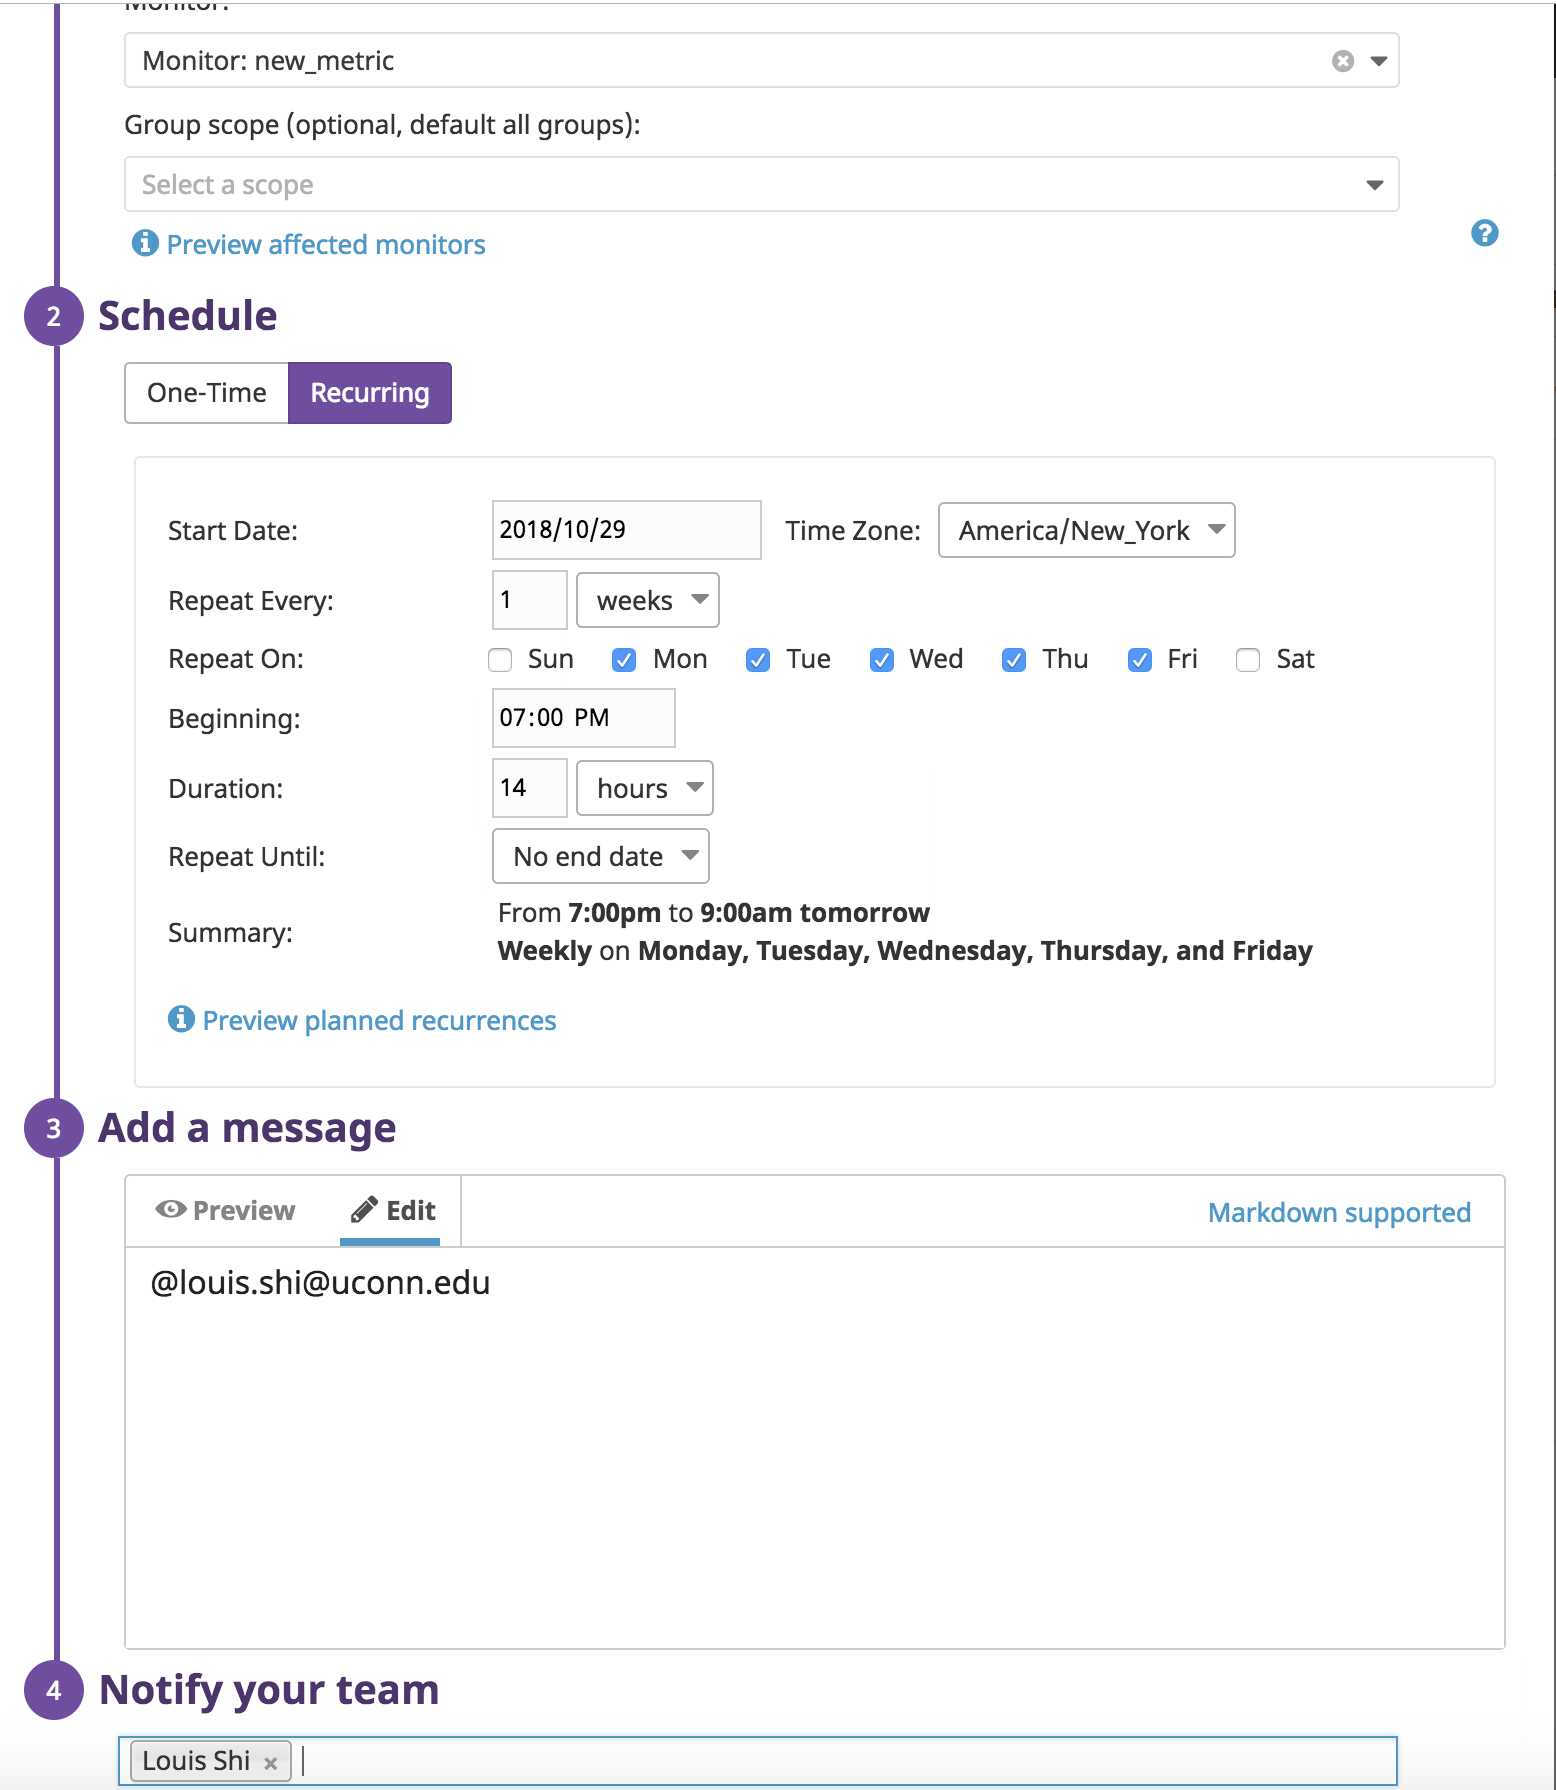 Monitor:
Monitor: new_metric
Group scope (optional, default all groups):
Select a scope
Preview affected monitors
2 Schedule
One-Time Recurring
Start Date: 2018/10/29 Time Zone: America/New_York
Repeat Every: 1 weeks
Repeat On: Sun Mon Tue Wed Thu Fri Sat
Beginning: 07:00 PM
Duration: 14 hours
Repeat Until: No end date
Summary: From 7:00pm to 9:00am tomorrow
Weekly on Monday, Tuesday, Wednesday, Thursday, and Friday
Preview planned recurrences
3 Add a message
Preview Edit Markdown supported
@louis.shi@uconn.edu
4 Notify your team
Louis Shi ×